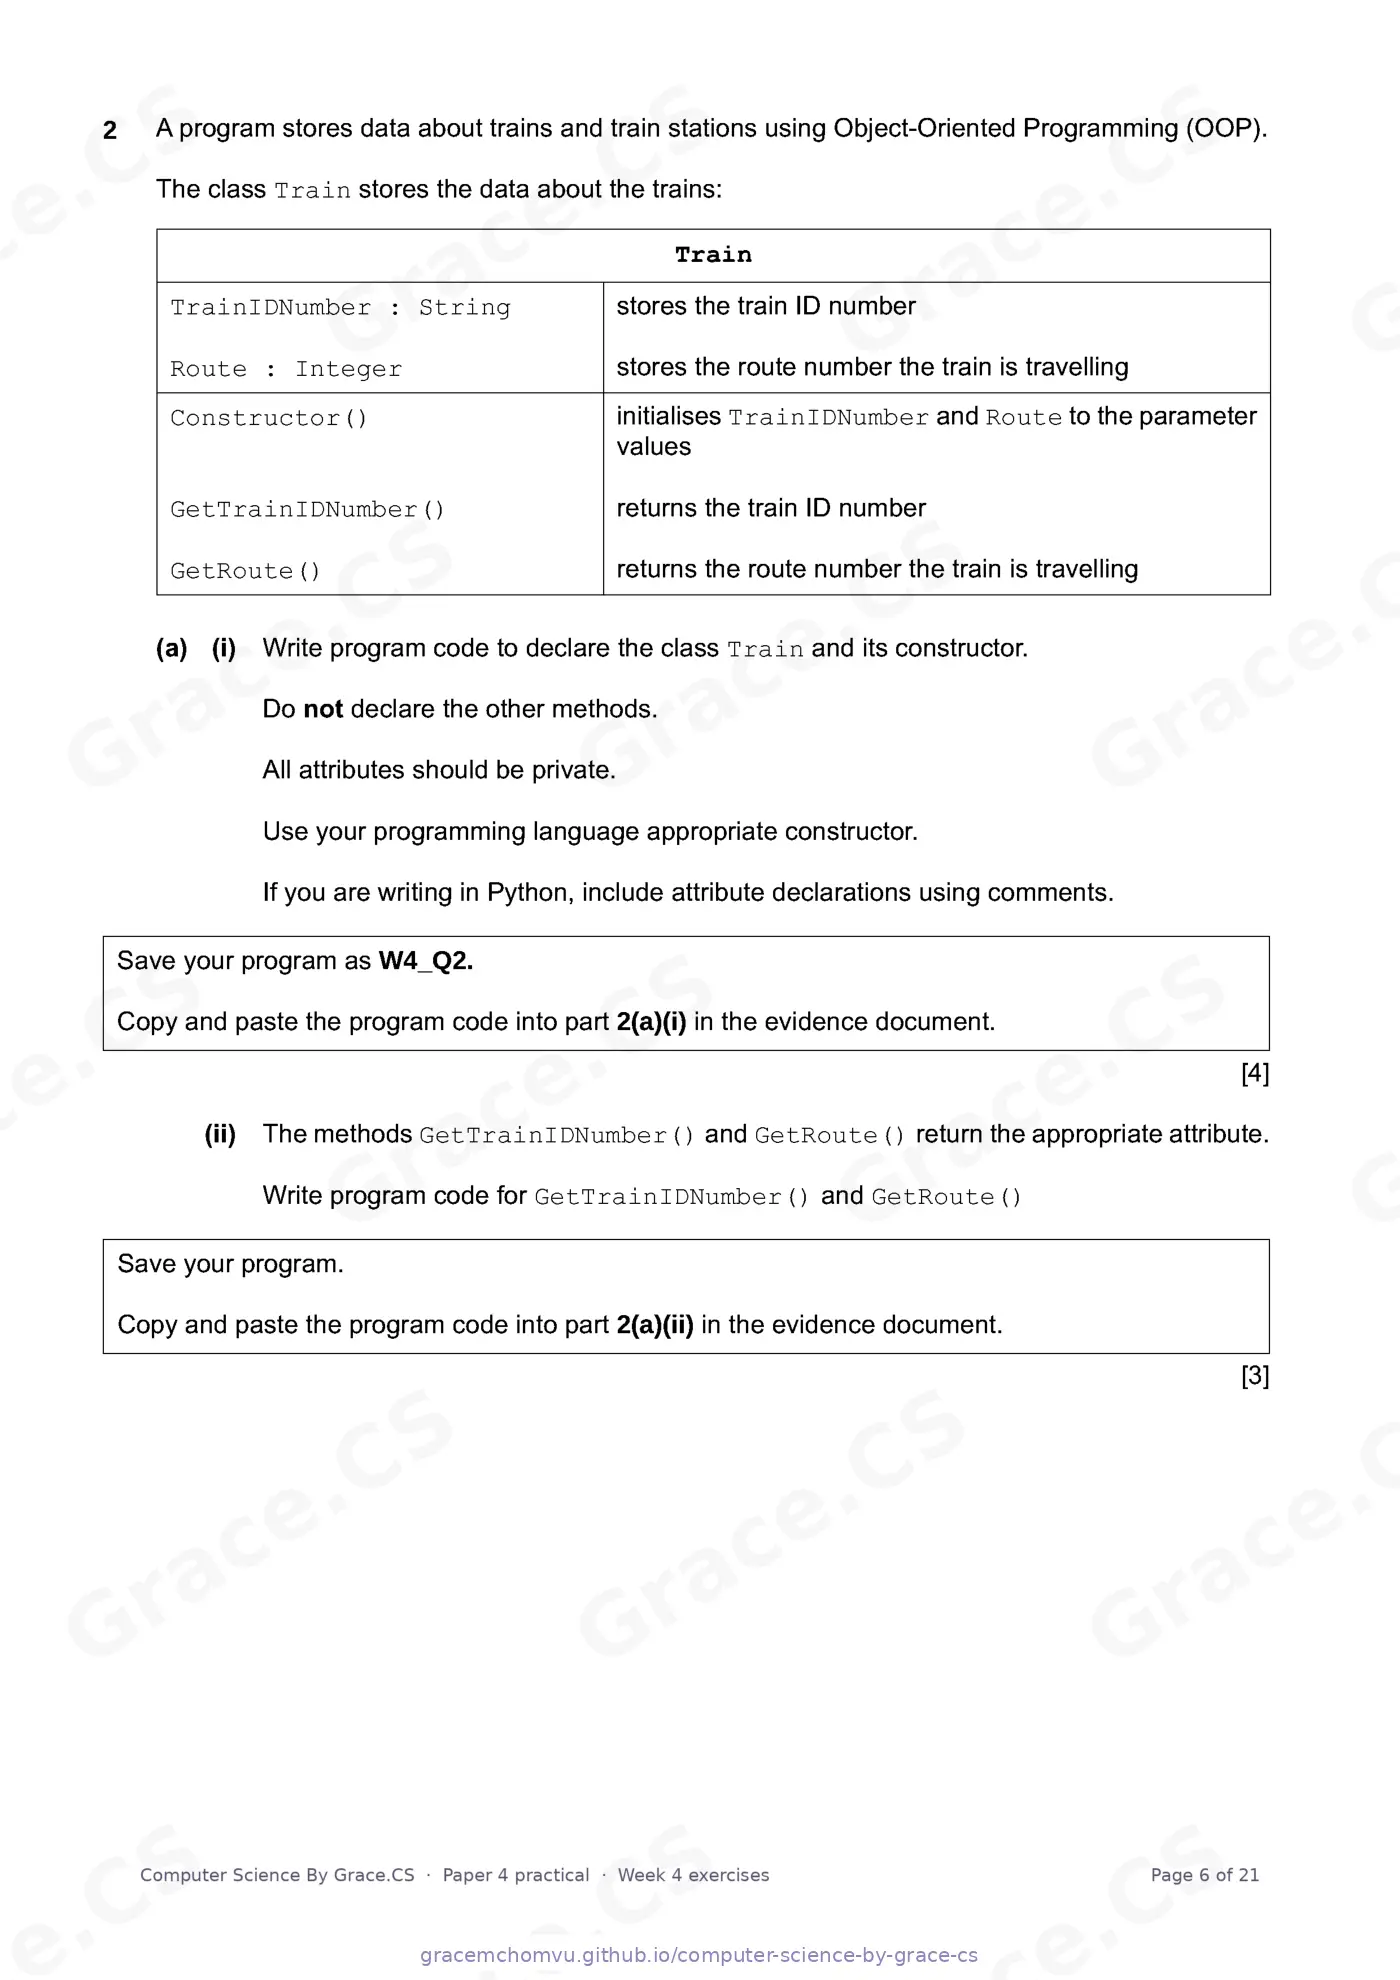 2 A program stores data about trains and train stations using Object-Oriented Programming (OOP).
The class Train stores the data about the trains:
Train
TrainIDNumber : String stores the train ID number
Route : Integer stores the route number the train is travelling
Constructor() initialises TrainIDNumber and Route to the parameter
values
GetTrainIDNumber() returns the train ID number
GetRoute() returns the route number the train is travelling
(a) (i) Write program code to declare the class Train and its constructor.
Do not declare the other methods.
All attributes should be private.
Use your programming language appropriate constructor.
If you are writing in Python, include attribute declarations using comments.
Save your program as W4_Q2.
Copy and paste the program code into part 2(a)(i) in the evidence document.
[4]
(ii) The methods GetTrainIDNumber() and GetRoute() return the appropriate attribute.
Write program code for GetTrainIDNumber() and GetRoute()
Save your program.
Copy and paste the program code into part 2(a)(ii) in the evidence document.
[3]
Computer Science By Grace.CS · Paper 4 practical · Week 4 exercises Page 6 of 21
gracemchomvu.github.io/computer-science-by-grace-cs